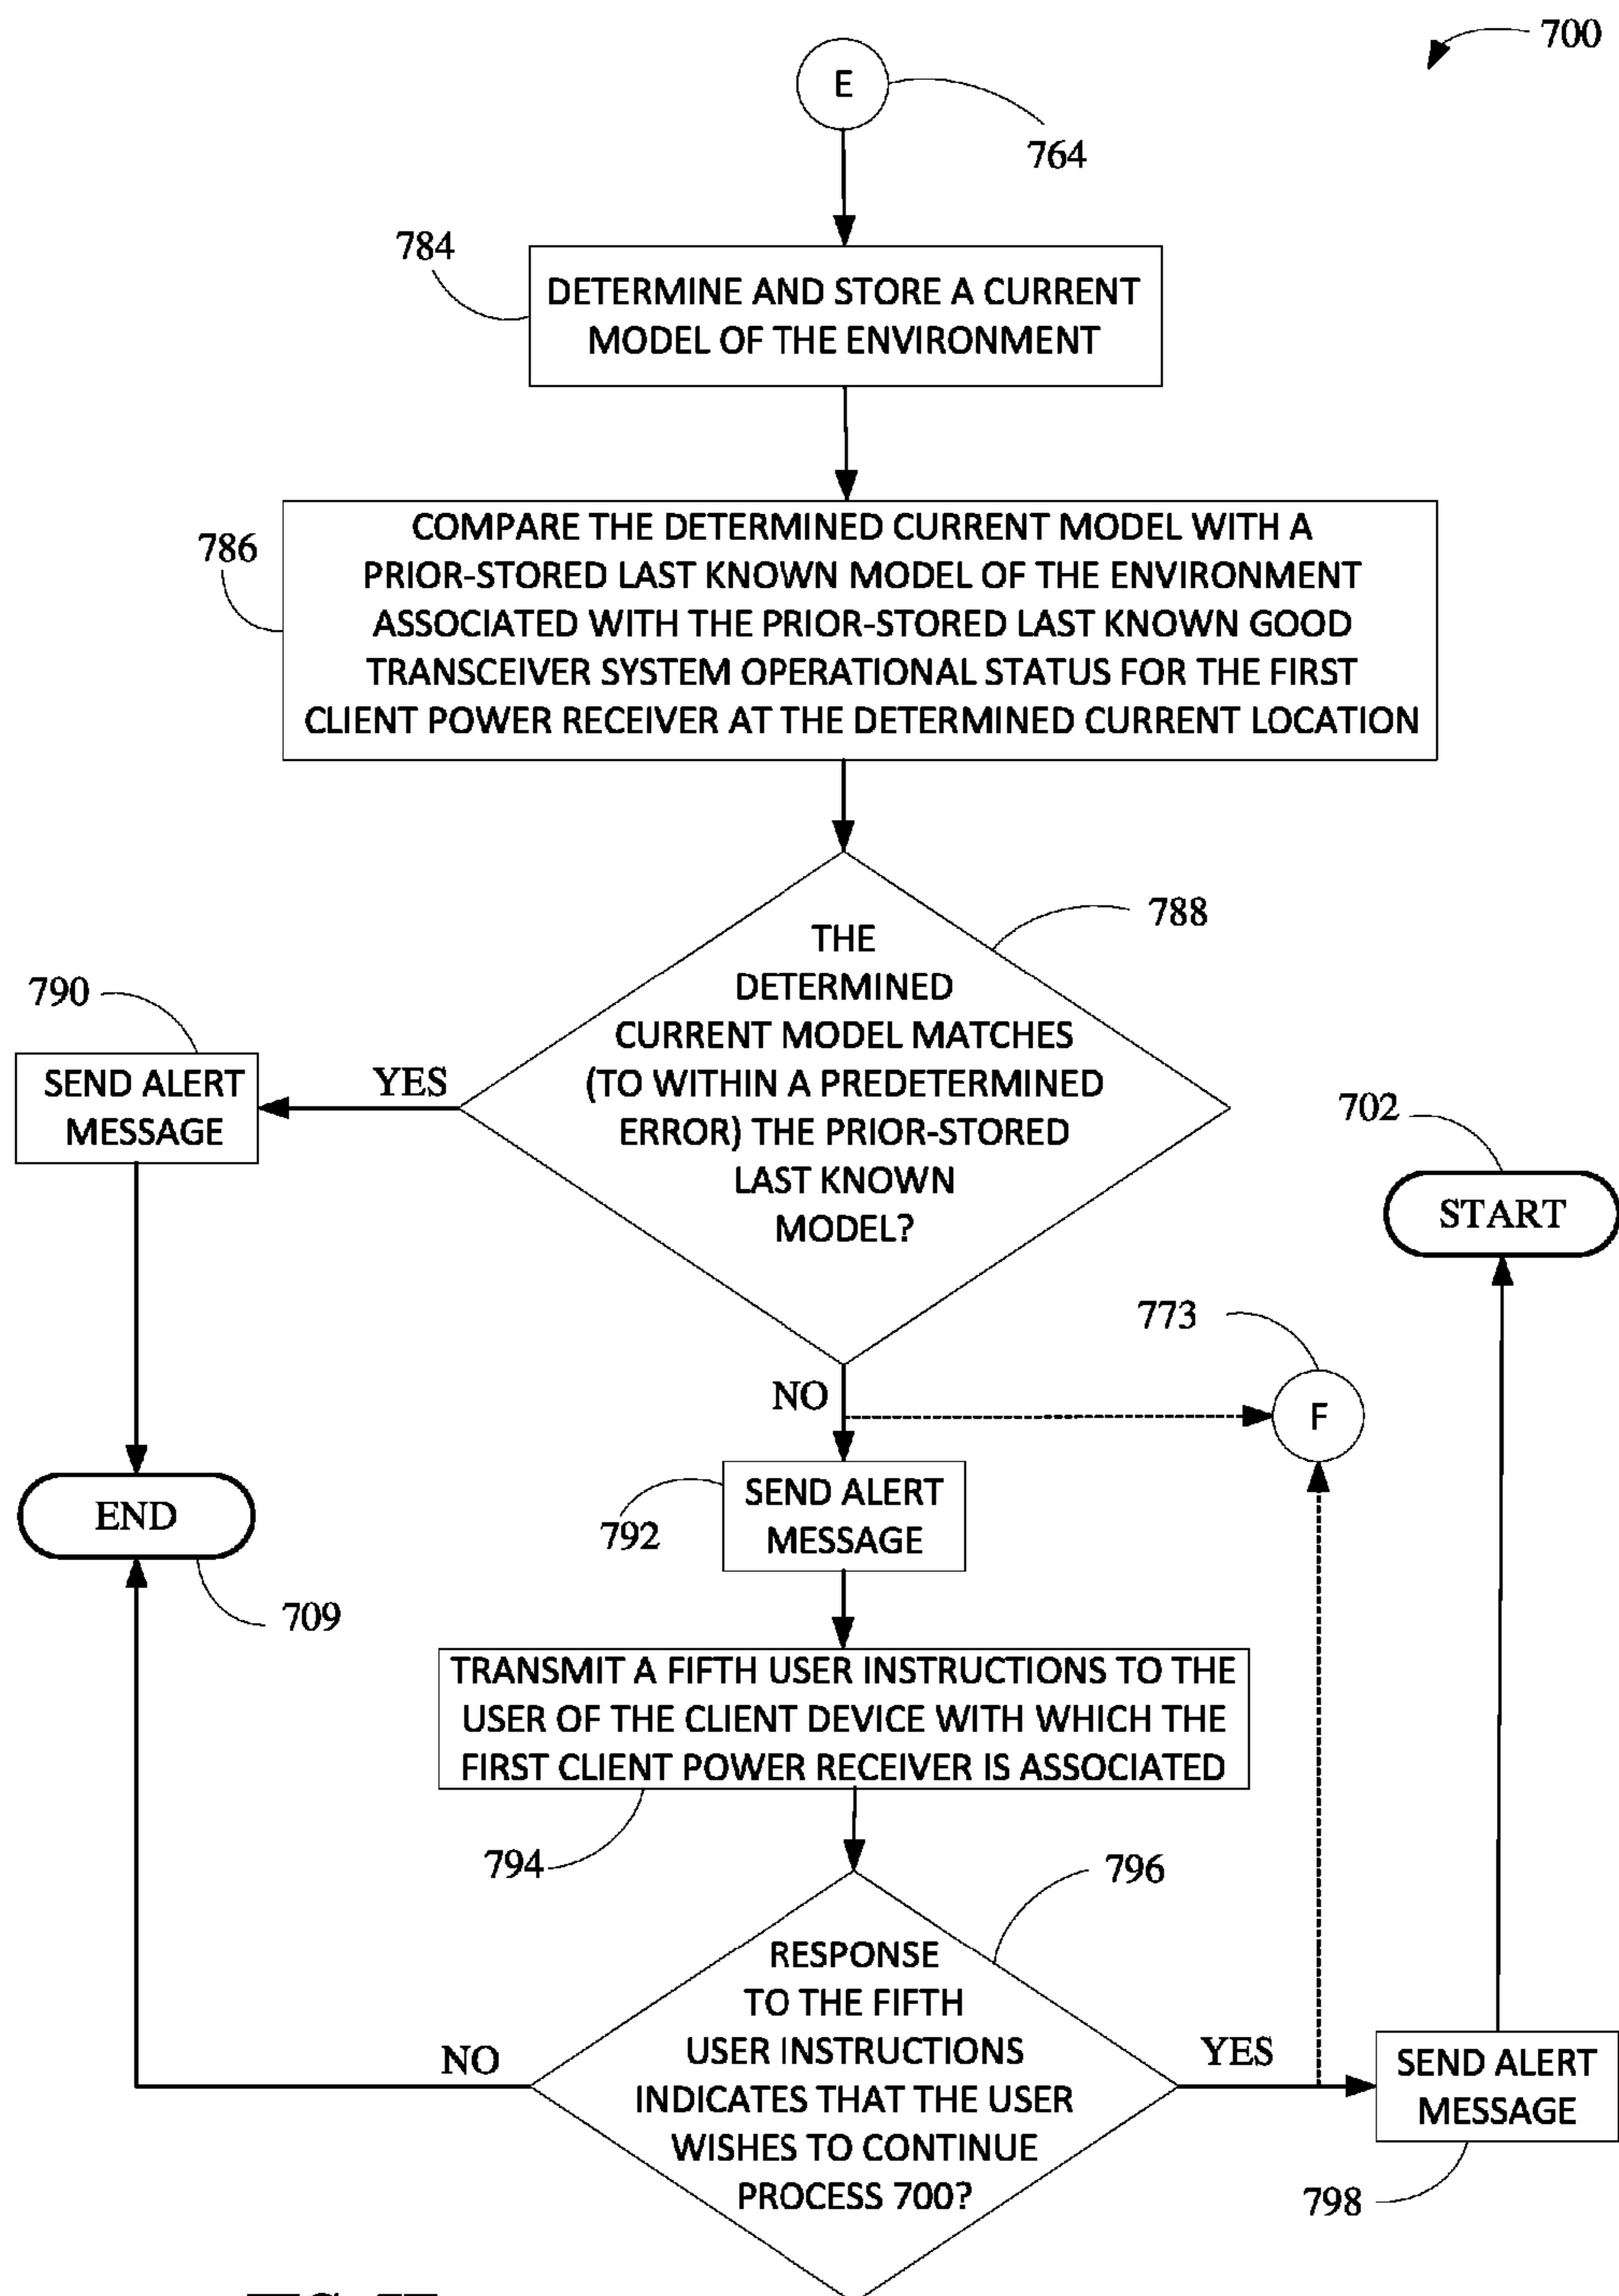 700
E
764
784
DETERMINE AND STORE A CURRENT
MODEL OF THE ENVIRONMENT
786
COMPARE THE DETERMINED CURRENT MODEL WITH A
PRIOR-STORED LAST KNOWN MODEL OF THE ENVIRONMENT
ASSOCIATED WITH THE PRIOR-STORED LAST KNOWN GOOD
TRANSCEIVER SYSTEM OPERATIONAL STATUS FOR THE FIRST
CLIENT POWER RECEIVER AT THE DETERMINED CURRENT LOCATION
788
THE
DETERMINED
CURRENT MODEL MATCHES
(TO WITHIN A PREDETERMINED
ERROR) THE PRIOR-STORED
LAST KNOWN
MODEL?
790
SEND ALERT
MESSAGE
YES
702
START
773
NO
F
END
709
792
SEND ALERT
MESSAGE
TRANSMIT A FIFTH USER INSTRUCTIONS TO THE
USER OF THE CLIENT DEVICE WITH WHICH THE
FIRST CLIENT POWER RECEIVER IS ASSOCIATED
794
796
RESPONSE
TO THE FIFTH
USER INSTRUCTIONS
INDICATES THAT THE USER
WISHES TO CONTINUE
PROCESS 700?
NO
YES
SEND ALERT
MESSAGE
798